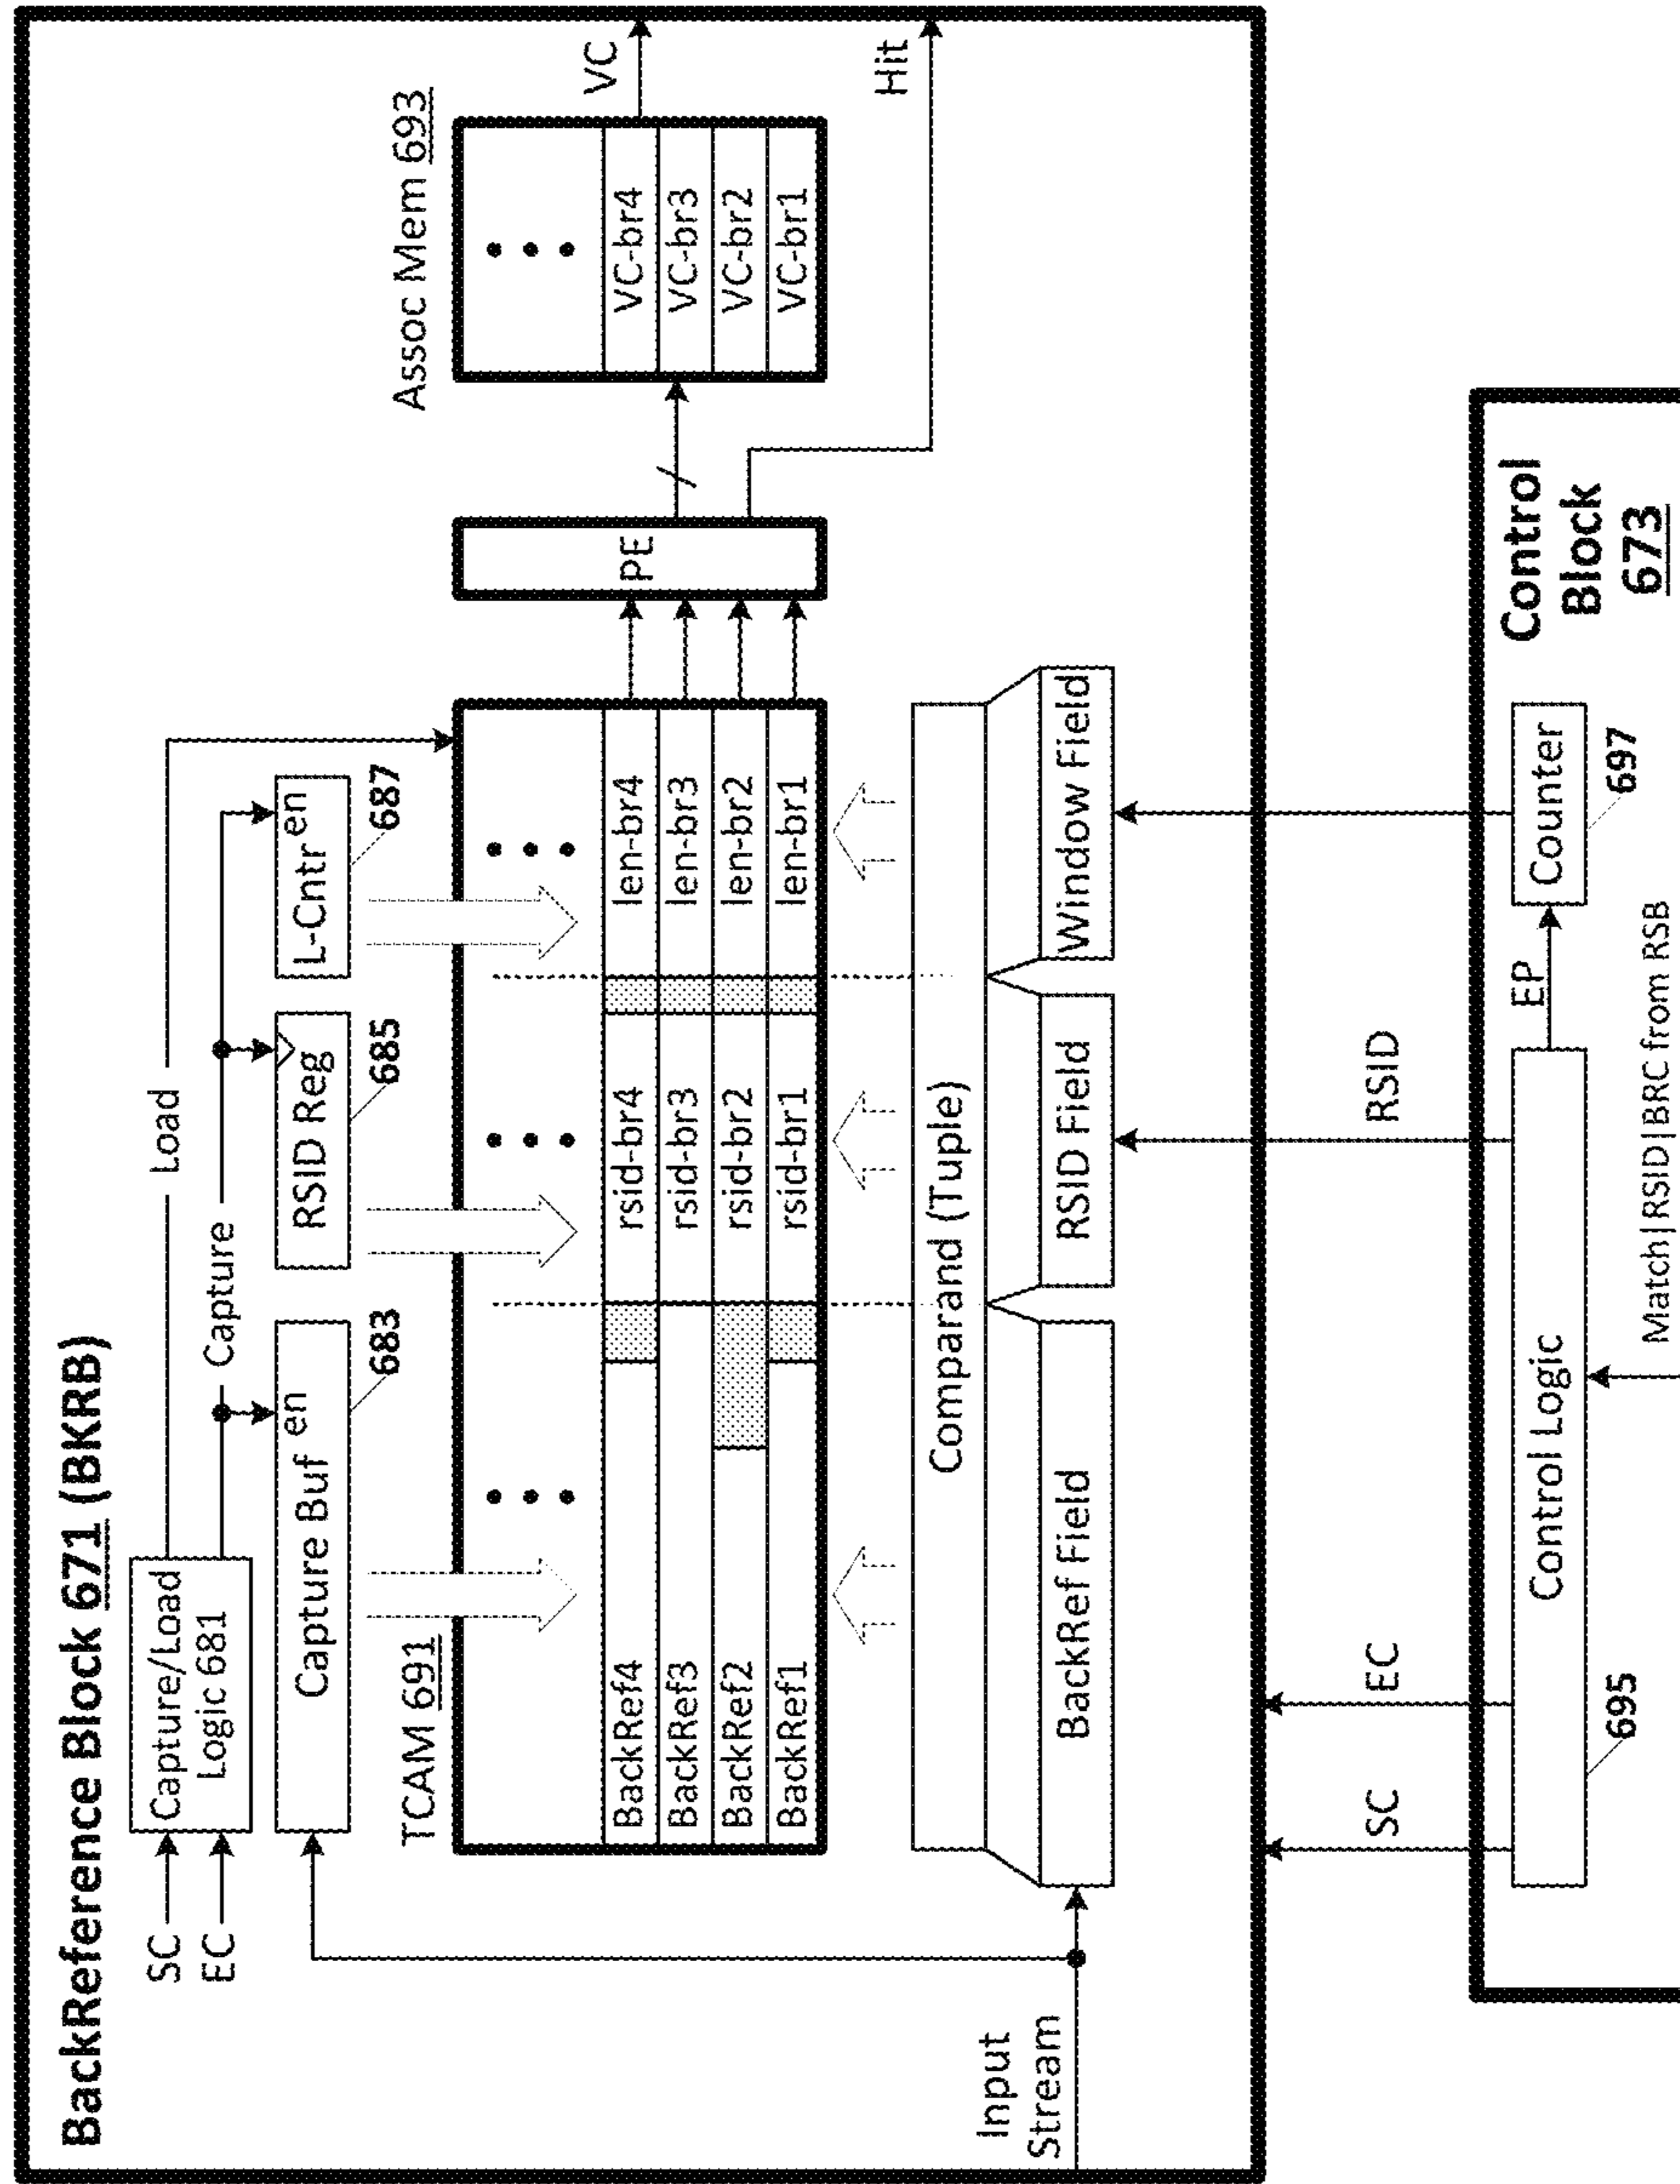 BackReference Block 671 (BKRB)
SC
EC
Capture/Load
Logic 681
Load
Capture
Capture Buf
en
683
RSID Reg
685
L-Cntr
en
687
TCAM 691
BackRef4
rsid-br4
len-br4
BackRef3
rsid-br3
len-br3
BackRef2
rsid-br2
len-br2
BackRef1
rsid-br1
len-br1
PE
Assoc Mem 693
VC-br4
VC-br3
VC-br2
VC-br1
VC
Hit
Comparand (Tuple)
BackRef Field
RSID Field
Window Field
Input
Stream
SC
EC
RSID
Control Logic
695
EP
Counter
697
Control
Block
673
Match|RSID|BRC from RSB